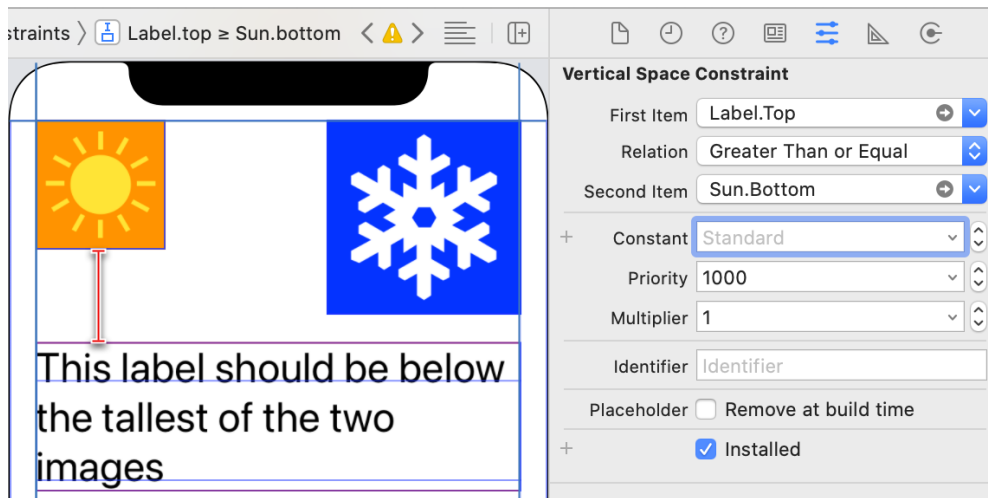 straints 〉 Label.top ≥ Sun.bottom
Vertical Space Constraint
First Item Label.Top
Relation Greater Than or Equal
Second Item Sun.Bottom
+ Constant Standard
Priority 1000
Multiplier 1
Identifier Identifier
Placeholder Remove at build time
+ Installed
This label should be below
the tallest of the two
images